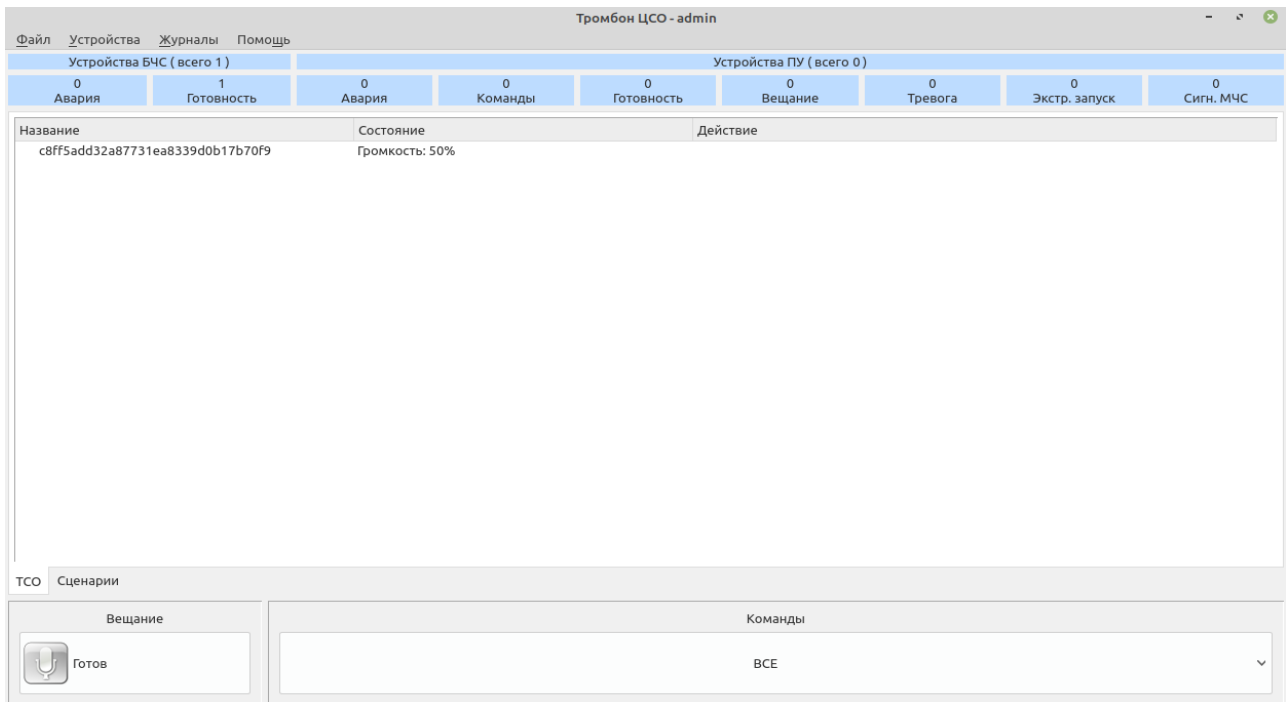 Тромбон ЦСО - admin
Файл Устройства Журналы Помощь
Устройства БЧС ( всего 1 ) Устройства ПУ ( всего 0 )
0 1 0 0 0 0 0 0 0
Авария Готовность Авария Команды Готовность Вещание Тревога Экстр. запуск Сигн. МЧС
Название Состояние Действие
c8ff5add32a87731ea8339d0b17b70f9 Громкость: 50%
ТСО Сценарии
Вещание Команды
Готов ВСЕ